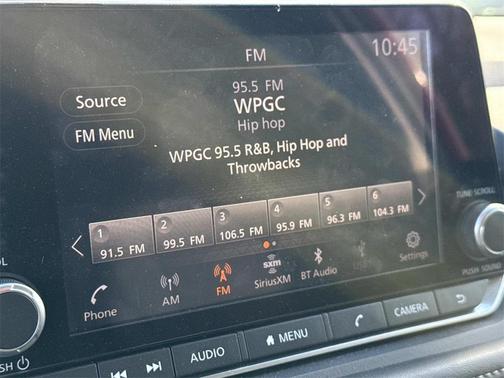 FM
10:45
95.5 FM
WPGC
Hip hop
Source
FM Menu
WPGC 95.5 R&B, Hip Hop and
Throwbacks
1
91.5 FM
2
99.5 FM
3
106.5 FM
4
95.9 FM
5
96.3 FM
6
104.3 FM
TUNE·SCROLL
Phone
AM
FM
sxm
SiriusXM
BT Audio
Settings
PUSH SOUND
AUDIO
MENU
CAMERA